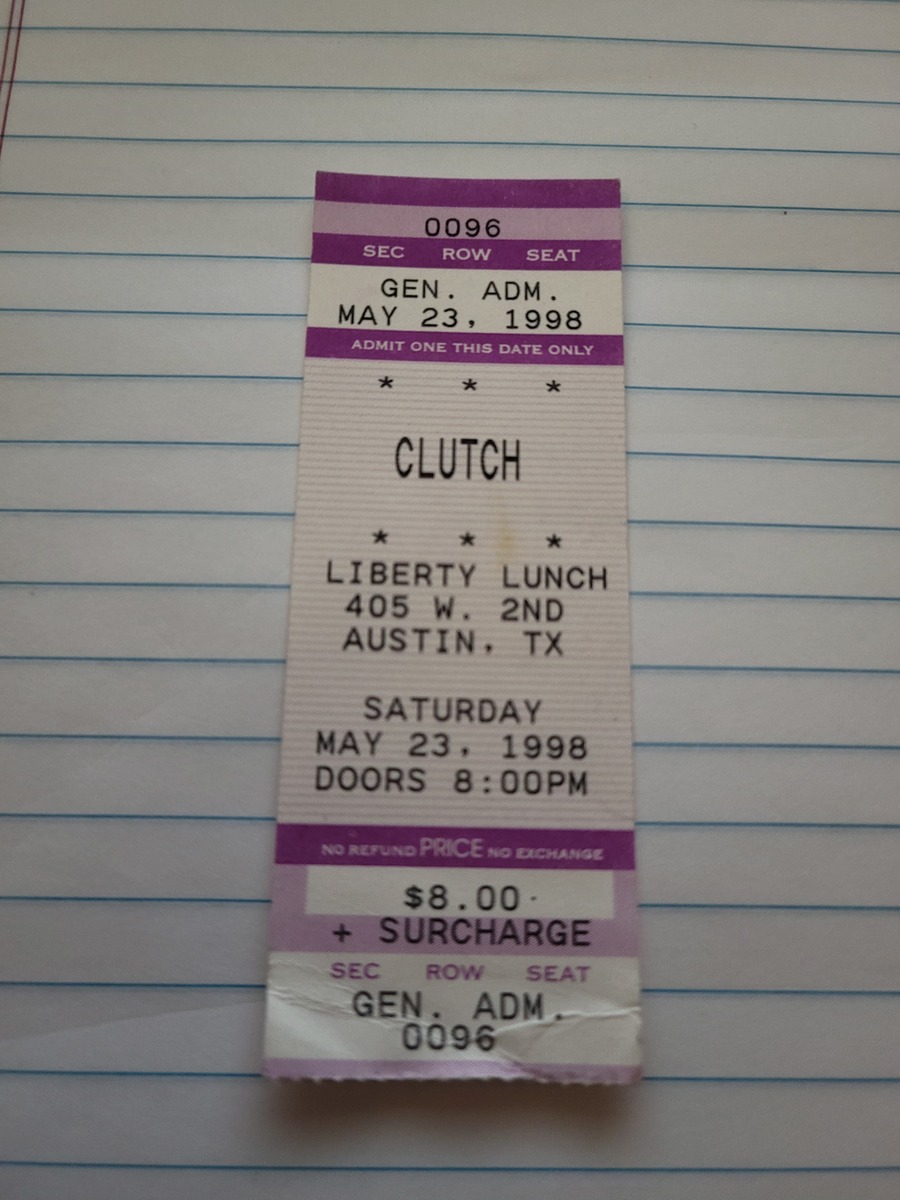 0096
SEC ROW SEAT
GEN. ADM.
MAY 23, 1998
ADMIT ONE THIS DATE ONLY
* * *
CLUTCH
* * *
LIBERTY LUNCH
405 W. 2ND
AUSTIN, TX
SATURDAY
MAY 23, 1998
DOORS 8:00PM
NO REFUND PRICE NO EXCHANGE
$8.00
+ SURCHARGE
SEC ROW SEAT
GEN. ADM.
0096